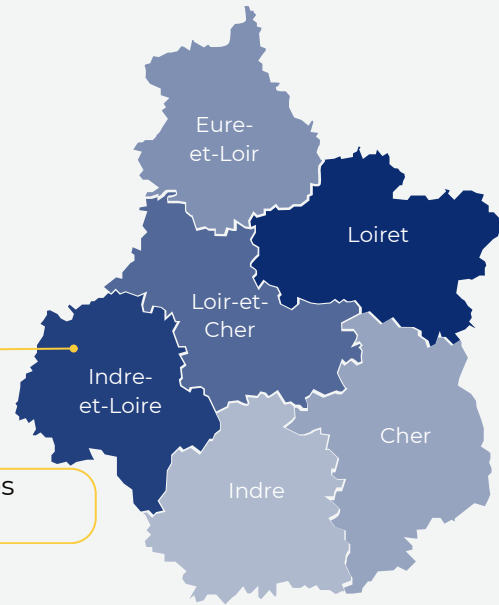 Eure-
et-Loir
Loiret
Loir-et-
Cher
Indre-
et-Loire
Cher
Indre